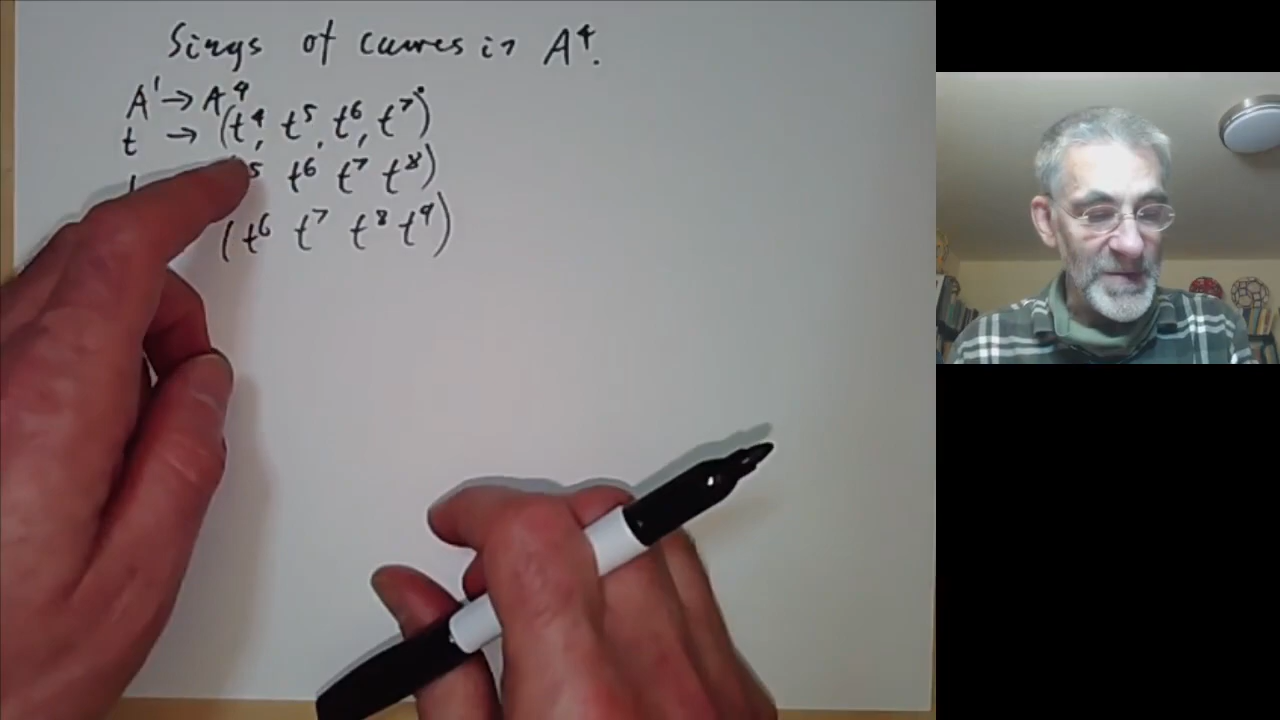 Sings of curves in A⁴.
A¹ → A⁴
t → (t⁴, t⁵, t⁶, t⁷)
t⁶ t⁷ t⁸)
(t⁶ t⁷ t⁸ t⁹)